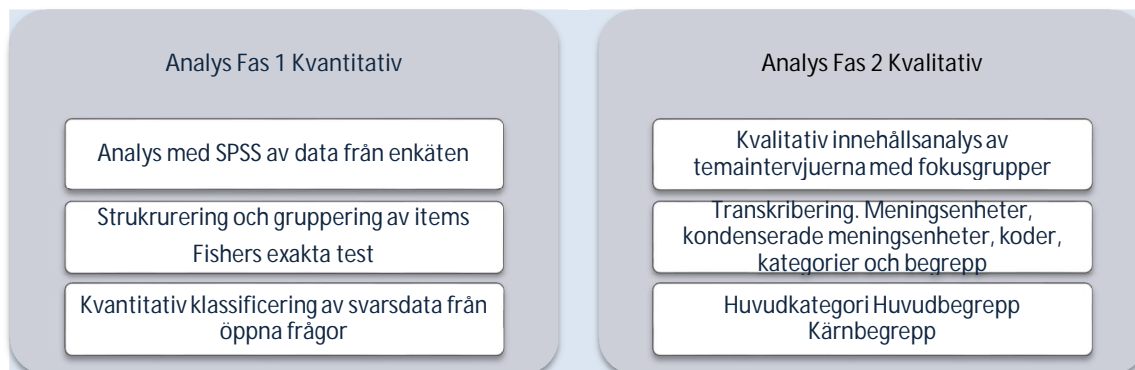 Analys Fas 1 Kvantitativ
Analys med SPSS av data från enkäten
Strukrurering och gruppering av items
Fishers exakta test
Kvantitativ klassificering av svarsdata från
öppna frågor
Analys Fas 2 Kvalitativ
Kvalitativ innehållsanalys av
temaintervjuerna med fokusgrupper
Transkribering. Meningsenheter,
kondenserade meningsenheter, koder,
kategorier och begrepp
Huvudkategori Huvudbegrepp
Kärnbegrepp